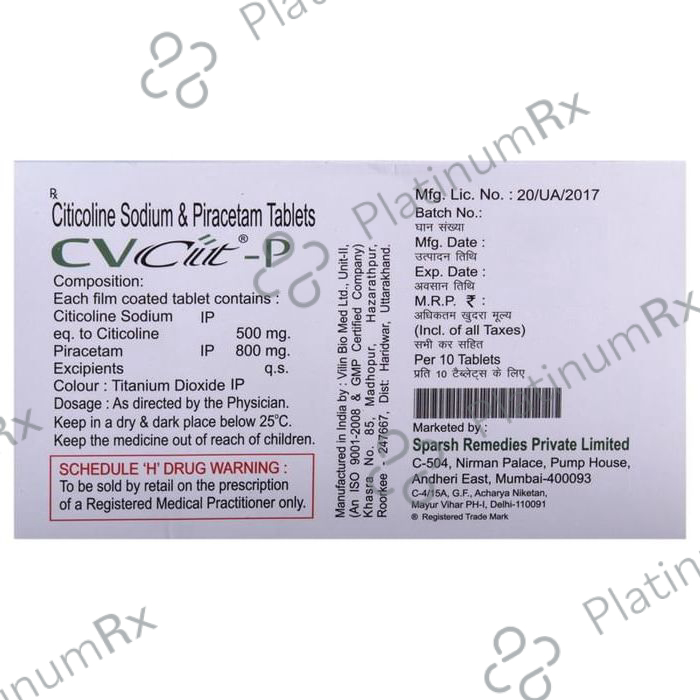 Rx
Citicoline Sodium & Piracetam Tablets
CVCiit®-P
Composition:
Each film coated tablet contains :
Citicoline Sodium IP
eq. to Citicoline 500 mg.
Piracetam IP 800 mg.
Excipients q.s.
Colour : Titanium Dioxide IP
Dosage : As directed by the Physician.
Keep in a dry & dark place below 25°C.
Keep the medicine out of reach of children.
SCHEDULE 'H' DRUG WARNING :
To be sold by retail on the prescription
of a Registered Medical Practitioner only.
Manufactured in India by : Vilin Bio Med Ltd., Unit-II,
(An ISO 9001-2008 & GMP Certified Company)
Khasra No. 85, Madhopur, Hazarathpur,
Roorkee - 247667, Dist: Haridwar, Uttarakhand.
Mfg. Lic. No. : 20/UA/2017
Batch No.:
घान संख्या
Mfg. Date :
उत्पादन तिथि
Exp. Date :
अवसान तिथि
M.R.P. ₹ :
अधिकतम खुदरा मूल्य
(Incl. of all Taxes)
सभी कर सहित
Per 10 Tablets
प्रति 10 टैब्लेट्स के लिए
Marketed by :
Sparsh Remedies Private Limited
C-504, Nirman Palace, Pump House,
Andheri East, Mumbai-400093
C-4/15A, G.F., Acharya Niketan,
Mayur Vihar PH-I, Delhi-110091
® Registered Trade Mark
PlatinumRx
PlatinumRx
PlatinumRx
PlatinumRx